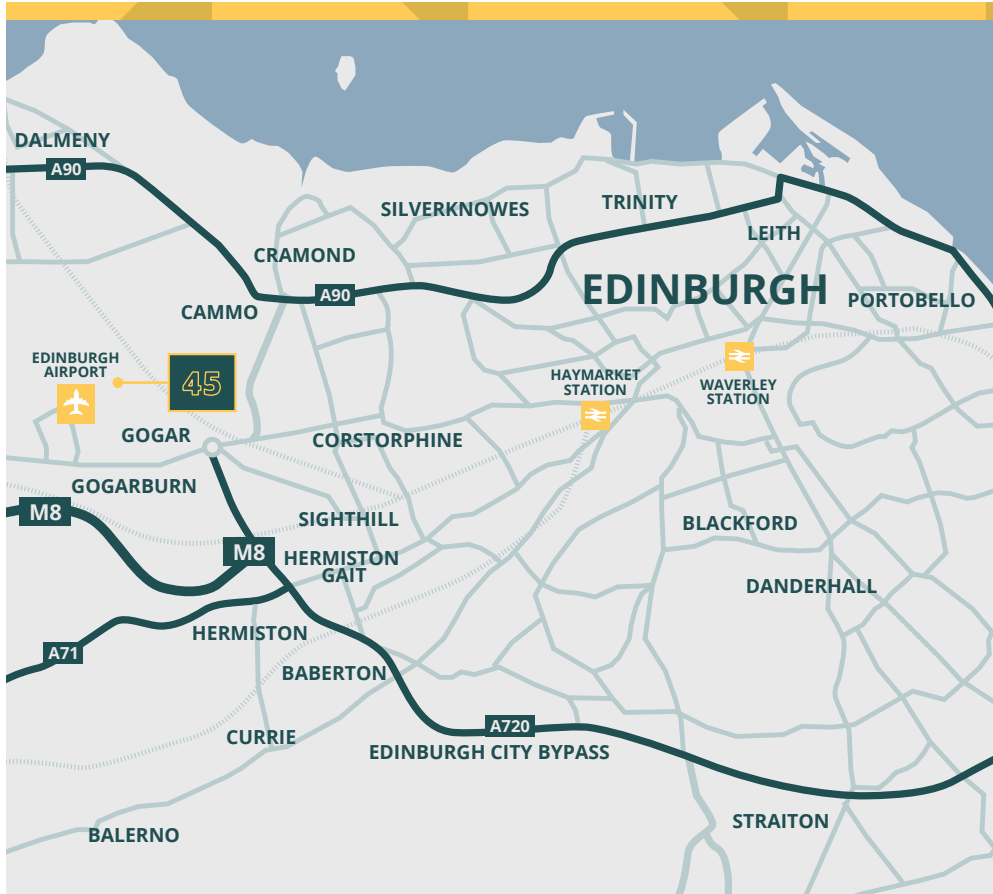 DALMENY
A90
SILVERKNOWES
TRINITY
LEITH
CRAMOND
EDINBURGH
A90
PORTOBELLO
CAMMO
EDINBURGH
AIRPORT
45
HAYMARKET
STATION
WAVERLEY
STATION
GOGAR
CORSTORPHINE
GOGARBURN
M8
SIGHTHILL
BLACKFORD
M8
HERMISTON
GAIT
DANDERHALL
HERMISTON
A71
BABERTON
A720
CURRIE
EDINBURGH CITY BYPASS
STRAITON
BALERNO